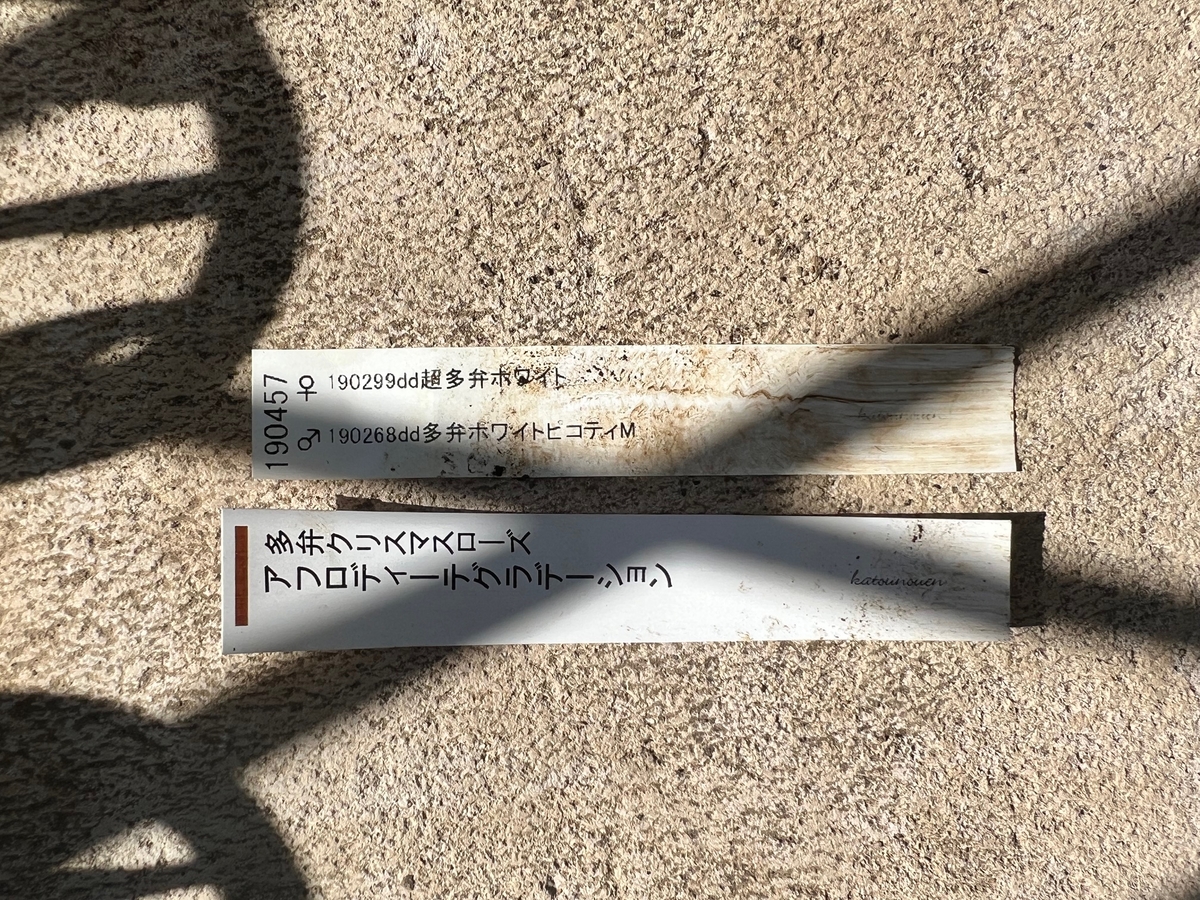 190457
♀ 190299dd超多弁ホワイト
♂ 190268dd多弁ホワイトピコティM
katounouen
多弁クリスマスローズ
アフロディーテグラデーション
katounouen